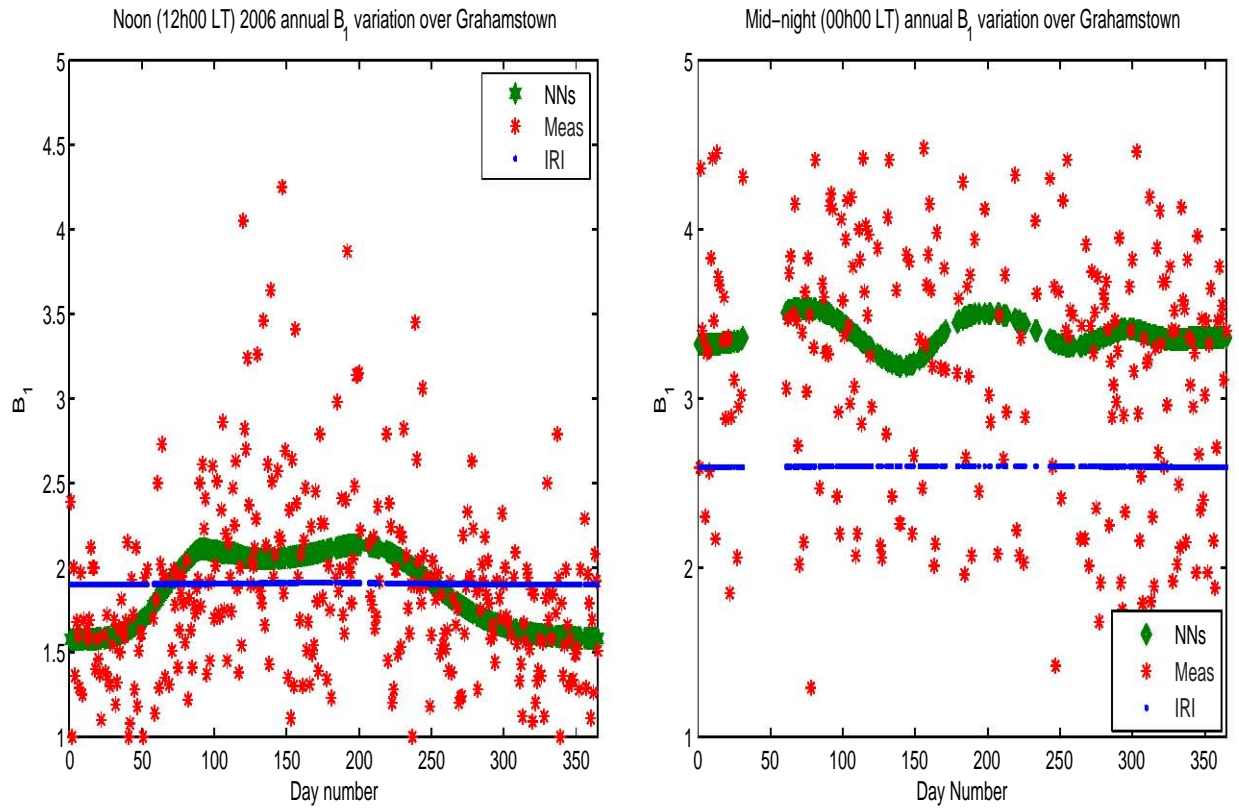 Noon (12h00 LT) 2006 annual B1 variation over Grahamstown
5
4.5
4
3.5
3
2.5
2
1.5
1
B1
0 50 100 150 200 250 300 350
Day number
NNs
Meas
IRI
Mid−night (00h00 LT) annual B1 variation over Grahamstown
5
4
3
2
1
B1
0 50 100 150 200 250 300 350
Day Number
NNs
Meas
IRI